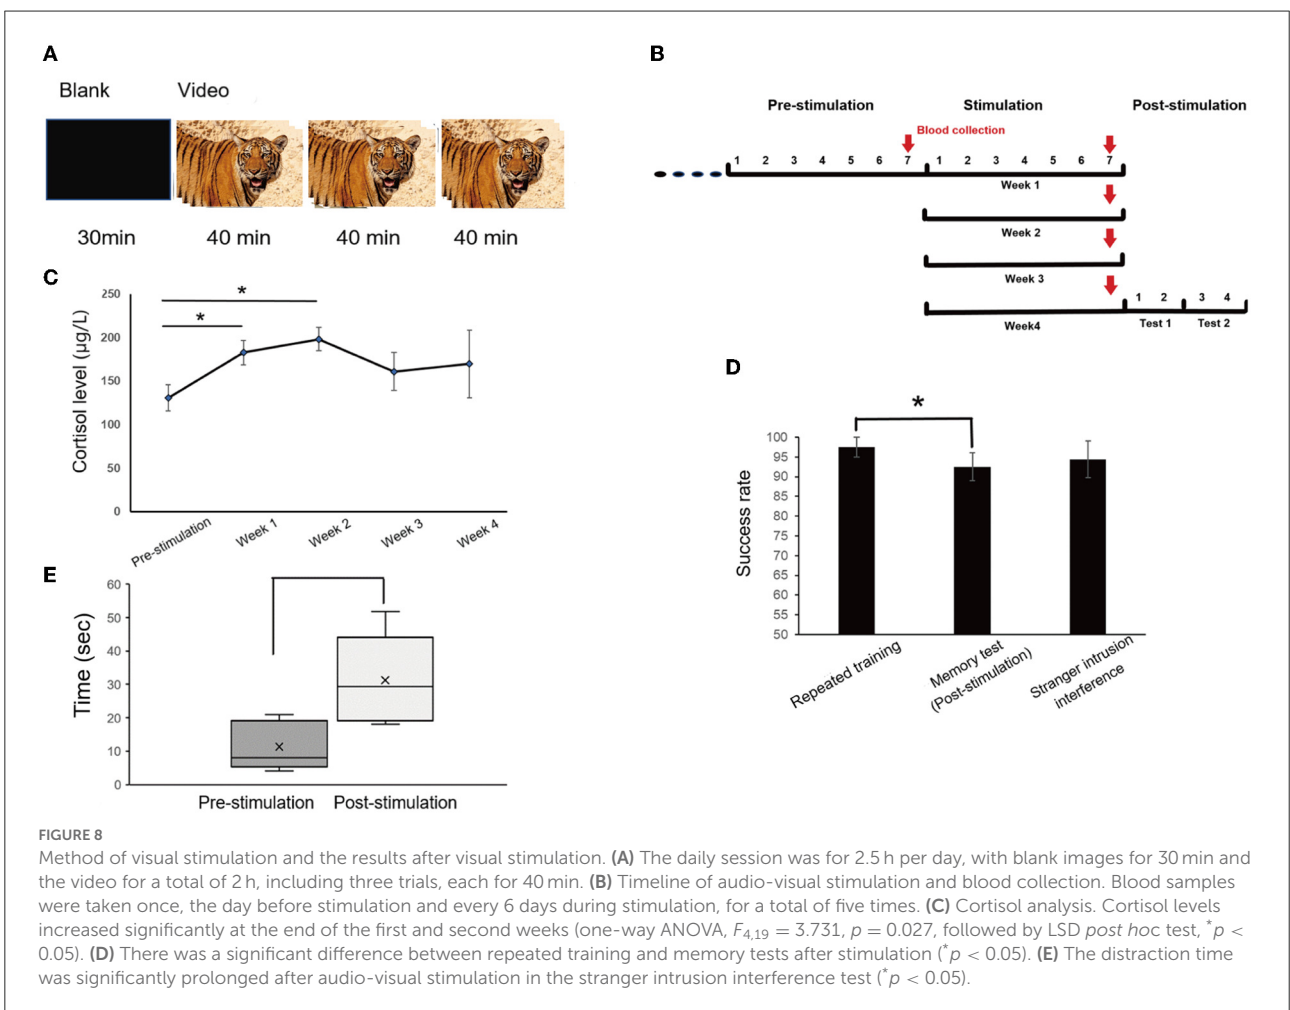 A
Blank
Video
30min
40 min
40 min
40 min
B
Pre-stimulation
Stimulation
Post-stimulation
Blood collection
1 2 3 4 5 6 7 1 2 3 4 5 6 7
Week 1
Week 2
Week 3
1 2 3 4
Week4
Test 1
Test 2
C
Cortisol level (µg/L)
250
200
150
100
50
0
*
*
Pre-stimulation
Week 1
Week 2
Week 3
Week 4
D
Success rate
100
95
90
85
80
75
70
65
60
55
50
*
Repeated training
Memory test
(Post-stimulation)
Stranger intrusion
interference
E
Time (sec)
60
50
40
30
20
10
0
Pre-stimulation
Post-stimulation
FIGURE 8
Method of visual stimulation and the results after visual stimulation. (A) The daily session was for 2.5 h per day, with blank images for 30 min and
the video for a total of 2 h, including three trials, each for 40 min. (B) Timeline of audio-visual stimulation and blood collection. Blood samples
were taken once, the day before stimulation and every 6 days during stimulation, for a total of five times. (C) Cortisol analysis. Cortisol levels
increased significantly at the end of the first and second weeks (one-way ANOVA, F4,19 = 3.731, p = 0.027, followed by LSD post hoc test, *p <
0.05). (D) There was a significant difference between repeated training and memory tests after stimulation (*p < 0.05). (E) The distraction time
was significantly prolonged after audio-visual stimulation in the stranger intrusion interference test (*p < 0.05).